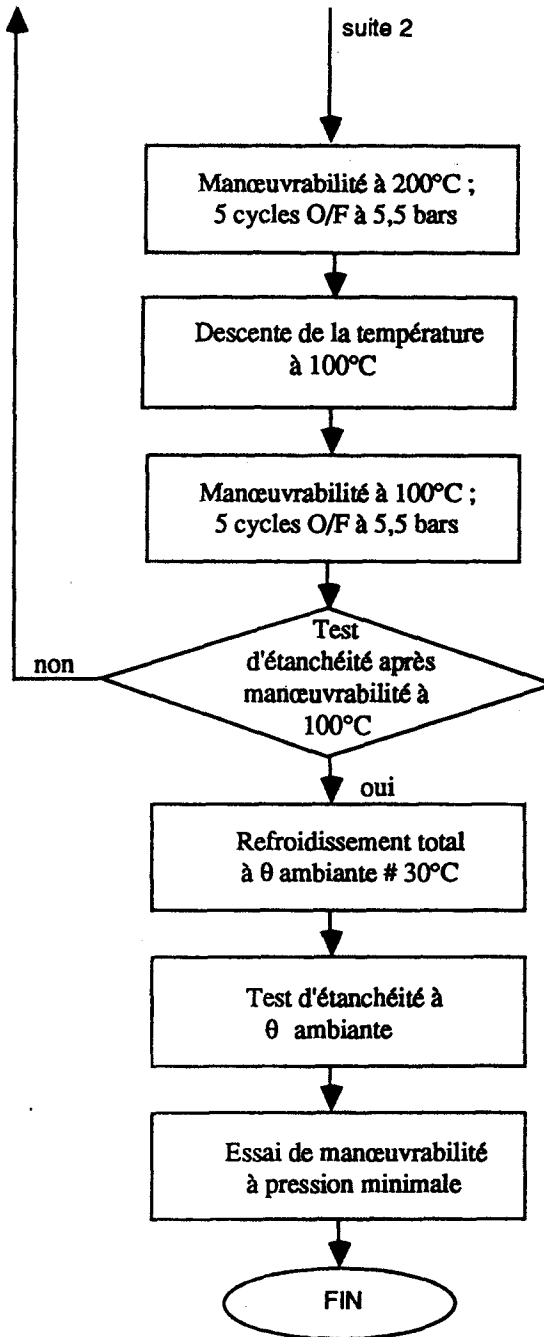 suite 2
Manœuvrabilité à 200°C ;
5 cycles O/F à 5,5 bars
Descente de la température
à 100°C
Manœuvrabilité à 100°C ;
5 cycles O/F à 5,5 bars
Test
d'étanchéité après
manœuvrabilité à
100°C
non
oui
Refroidissement total
à θ ambiante # 30°C
Test d'étanchéité à
θ ambiante
Essai de manœuvrabilité
à pression minimale
FIN